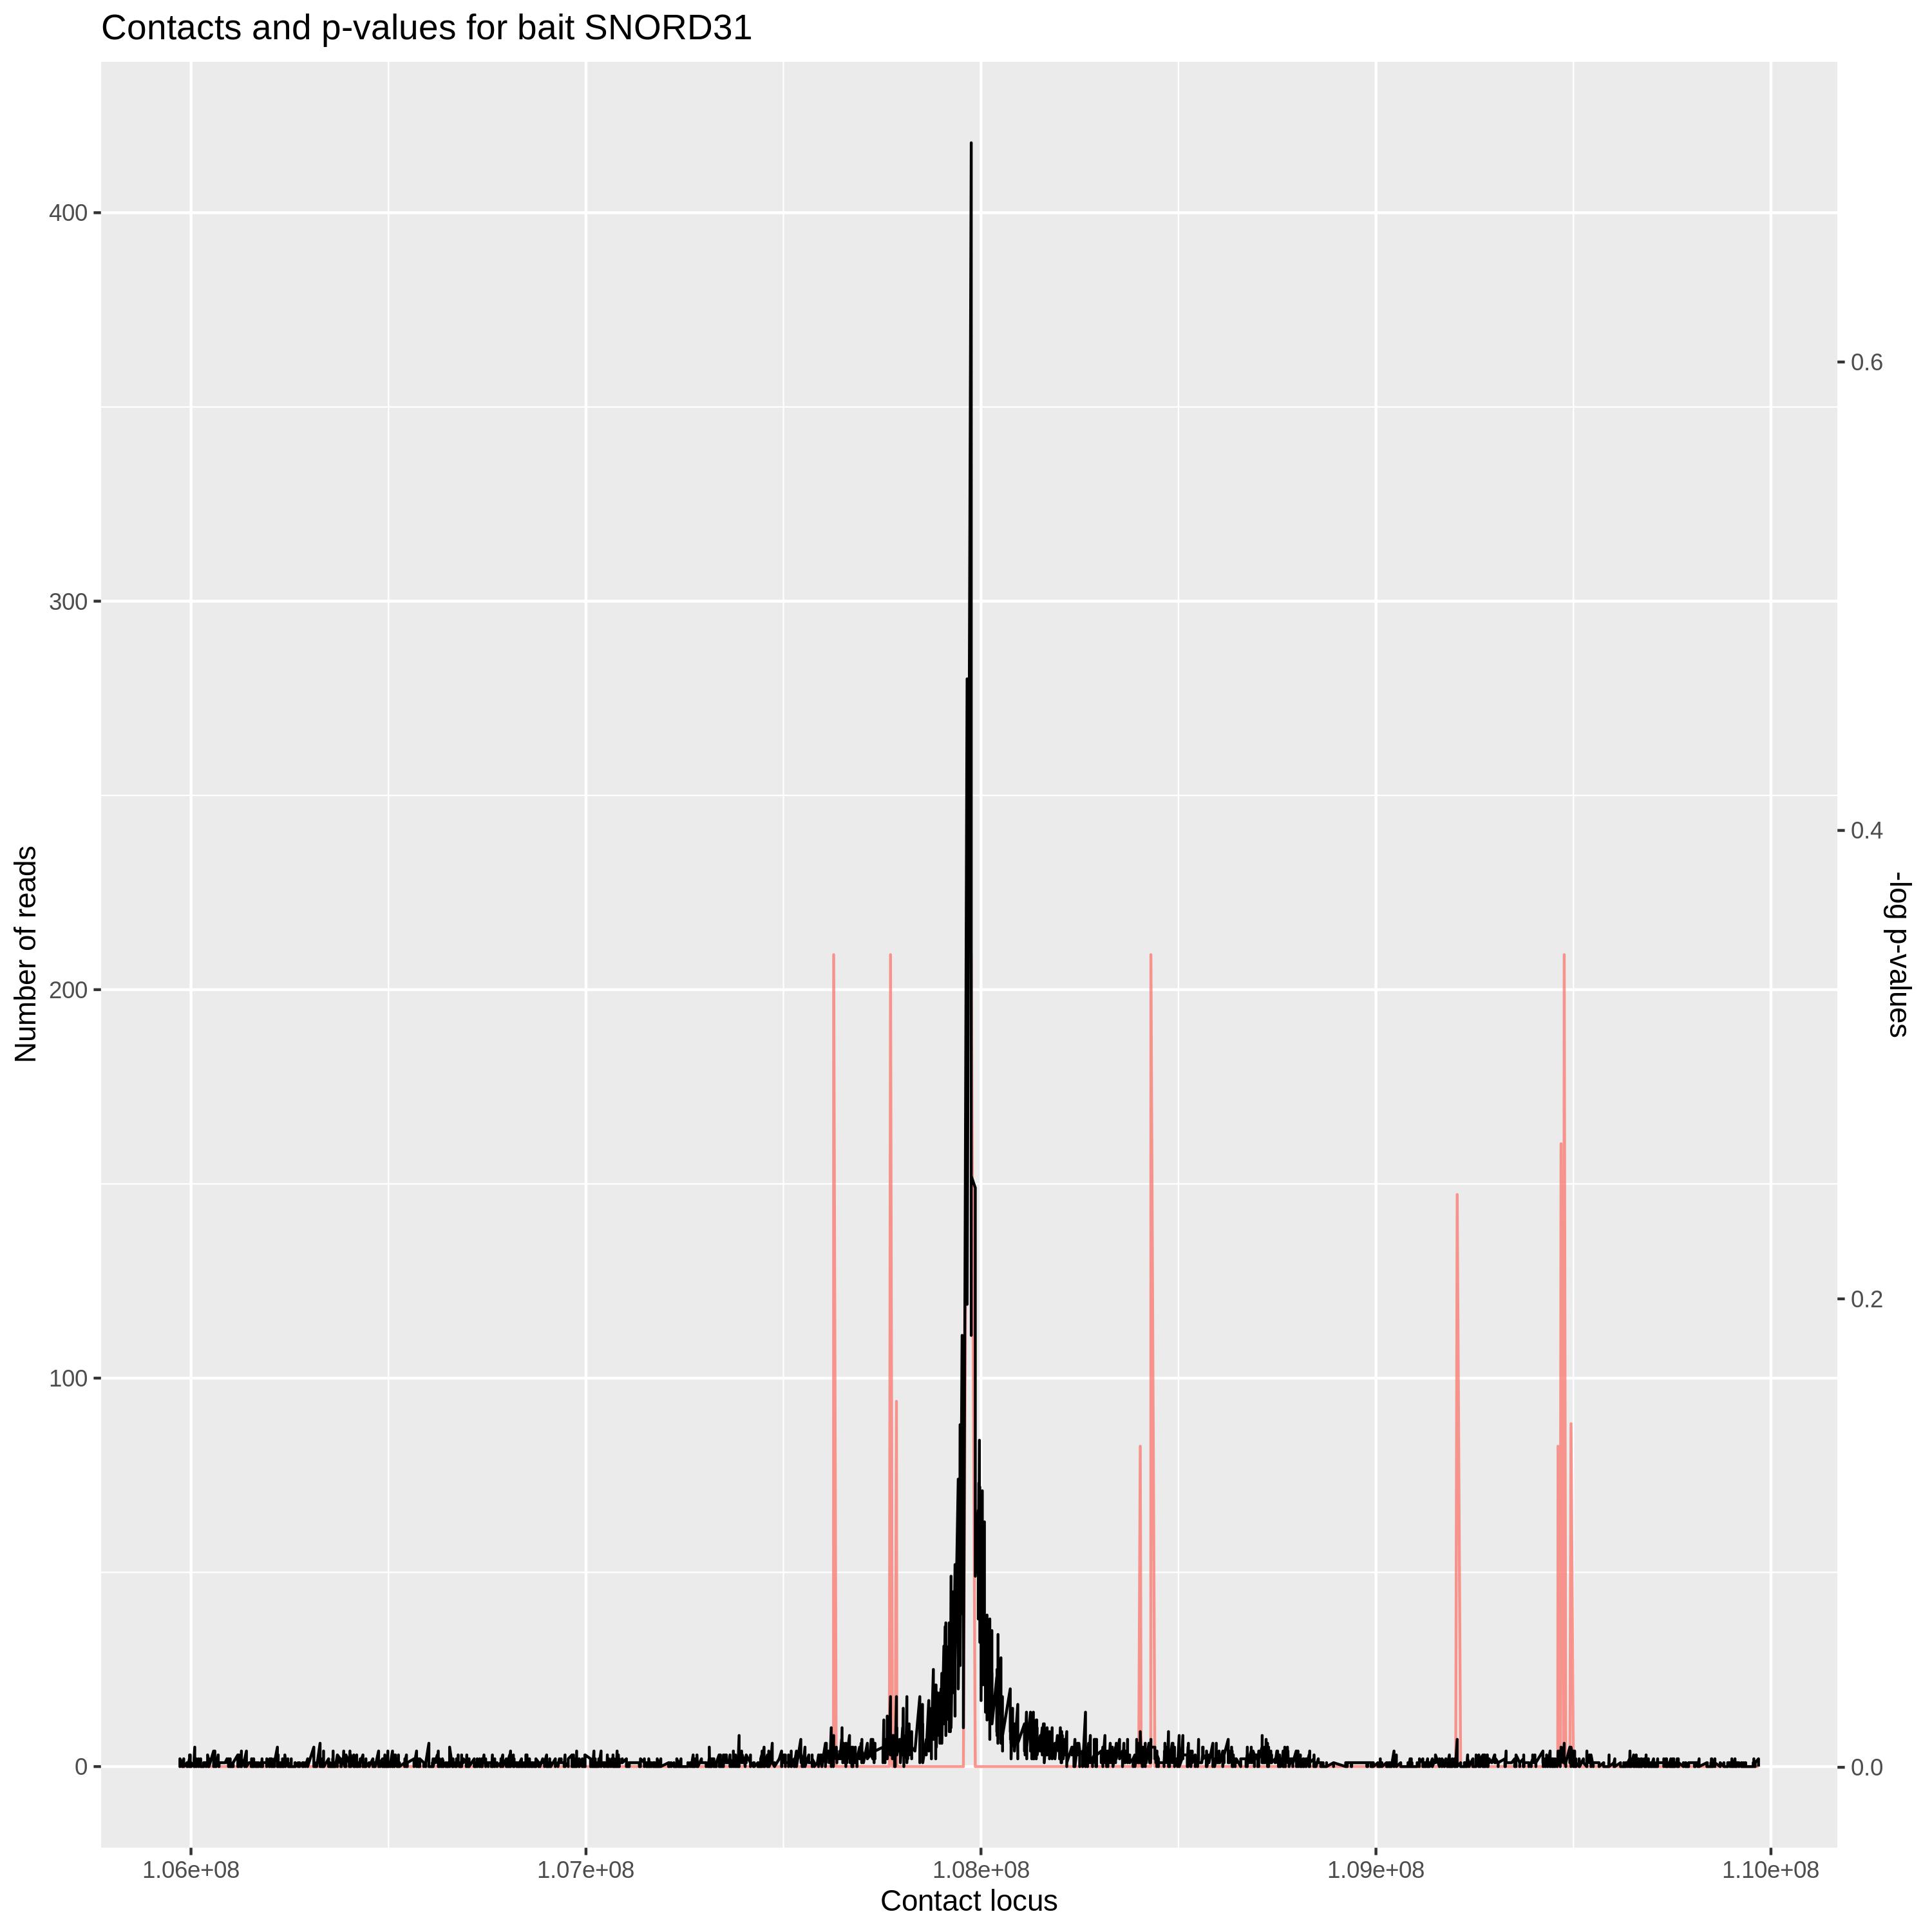 Contacts and p-values for bait SNORD31
400
300
200
100
0
Number of reads
0.6
0.4
0.2
0.0
-log p-values
1.06e+08
1.07e+08
1.08e+08
1.09e+08
1.10e+08
Contact locus